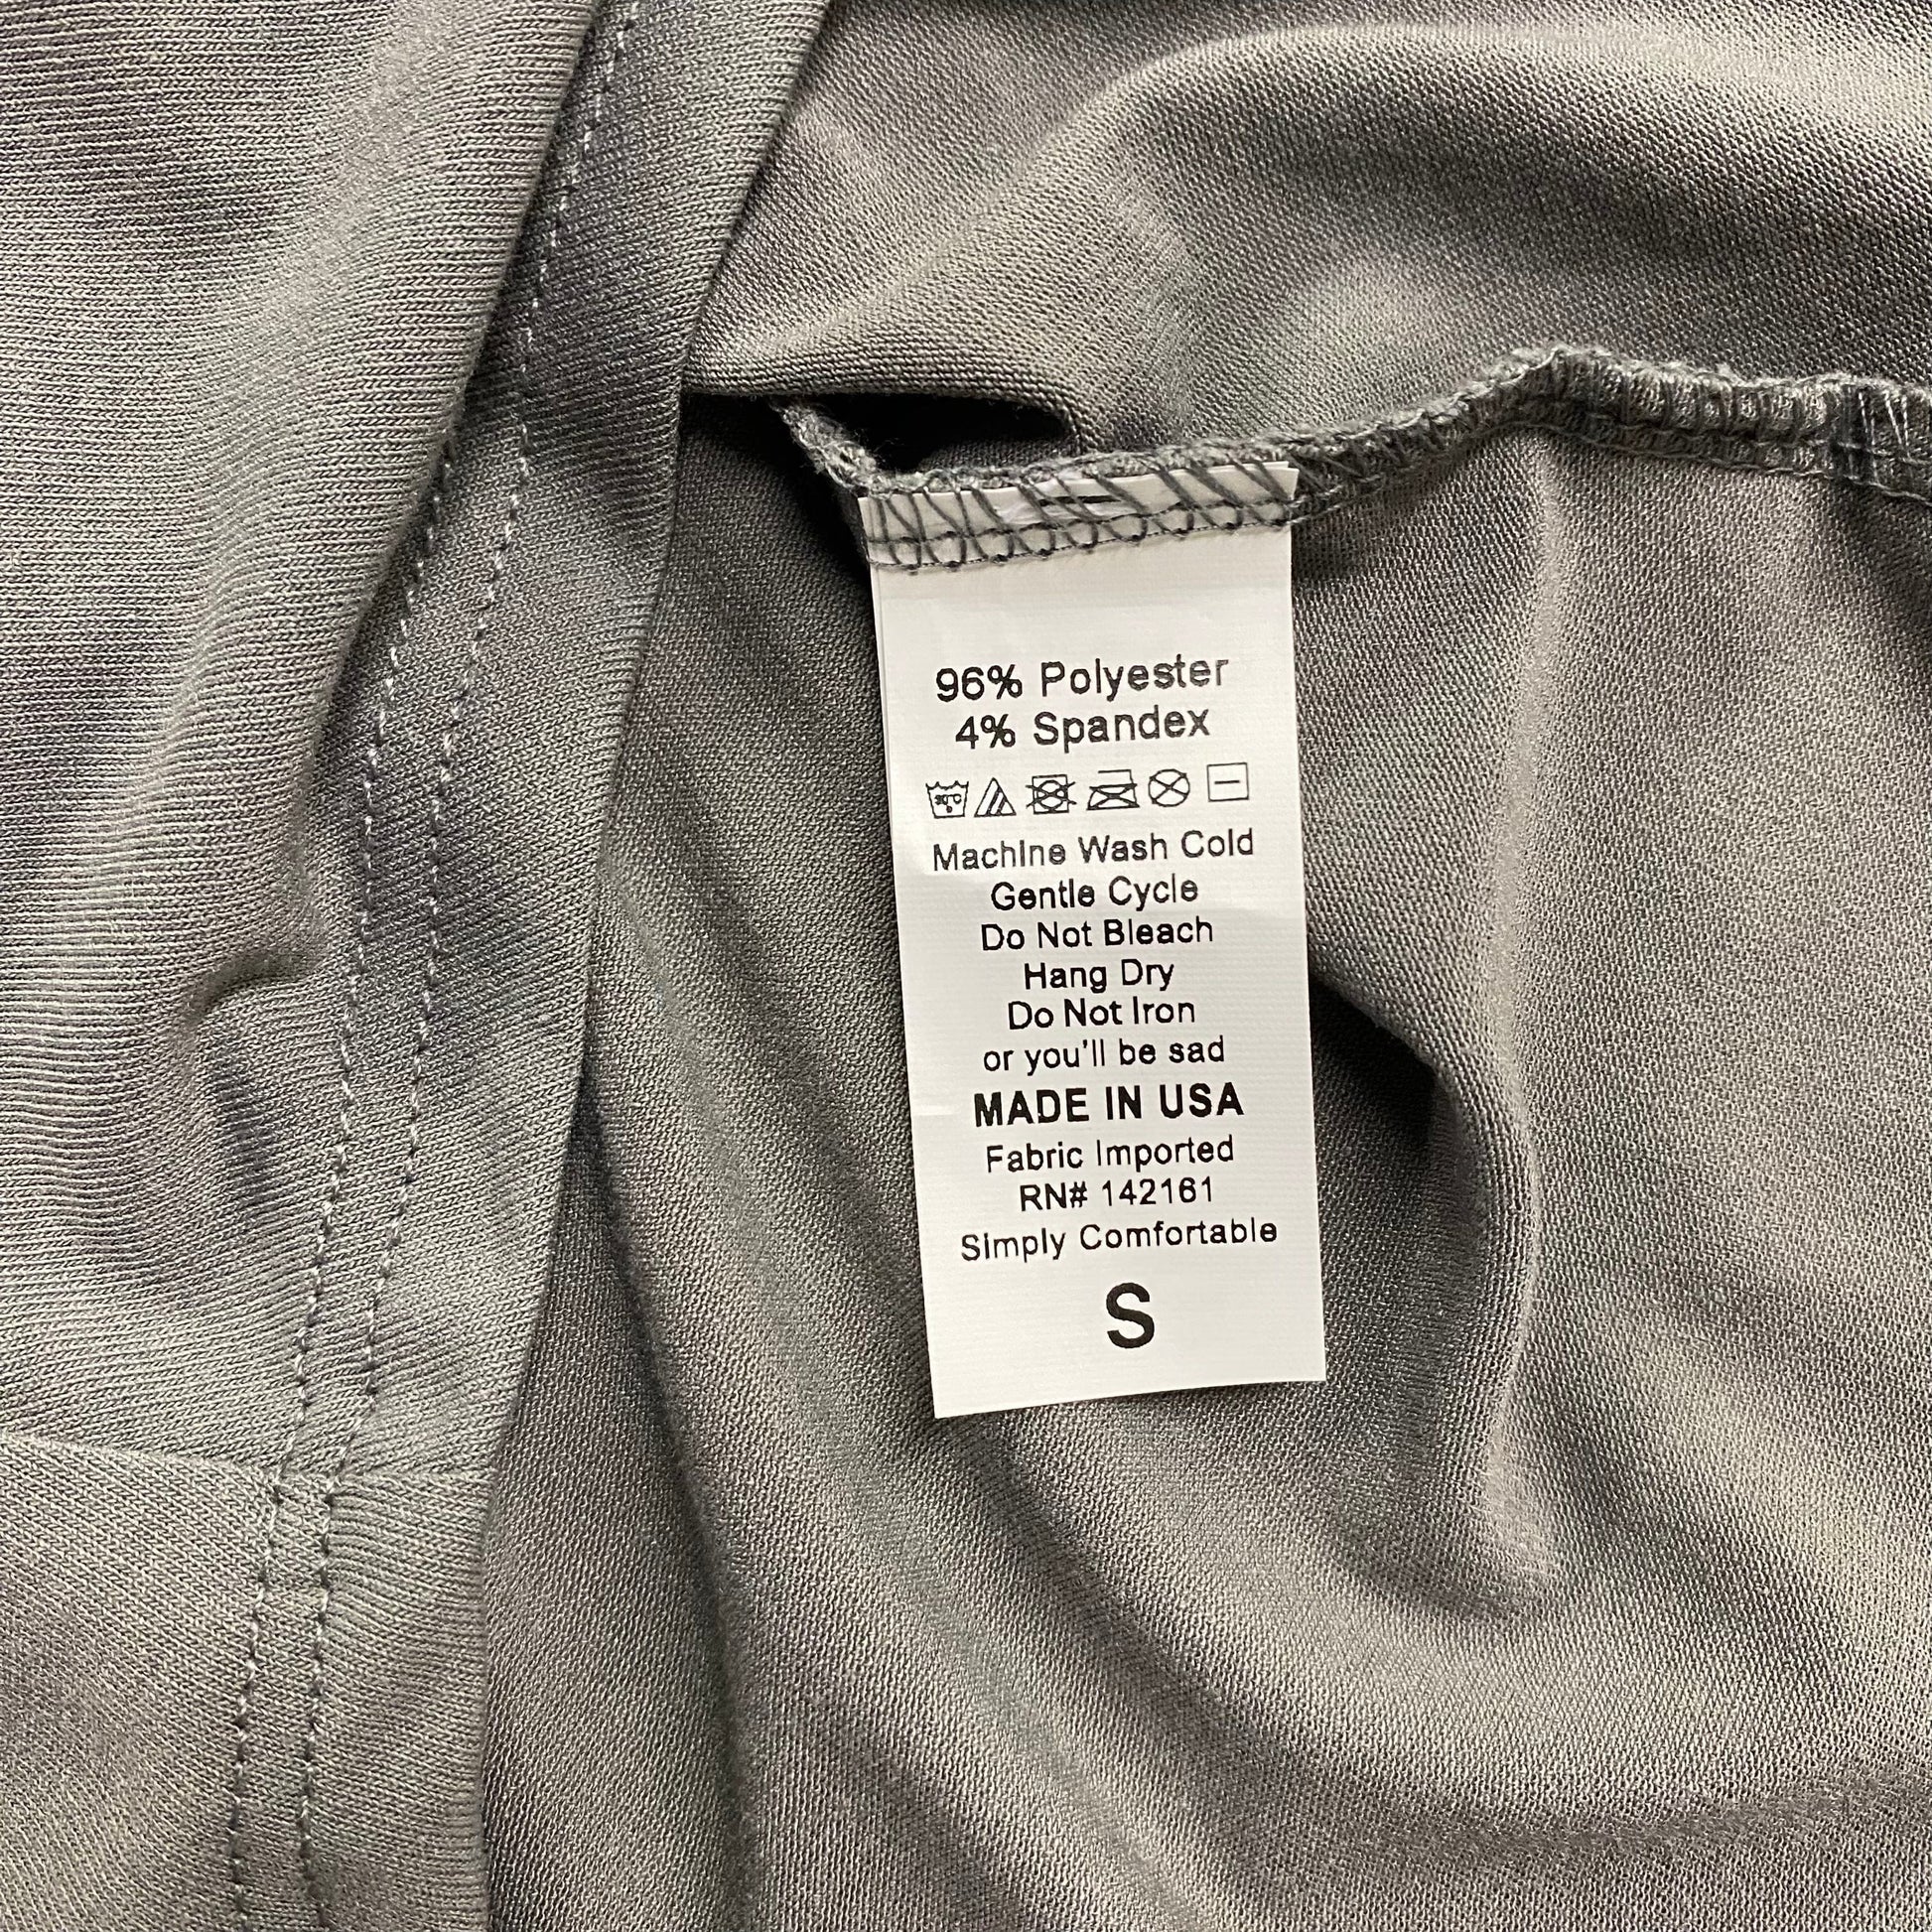 96% Polyester
4% Spandex
Machine Wash Cold
Gentle Cycle
Do Not Bleach
Hang Dry
Do Not Iron
or you'll be sad
MADE IN USA
Fabric Imported
RN# 142161
Simply Comfortable
S